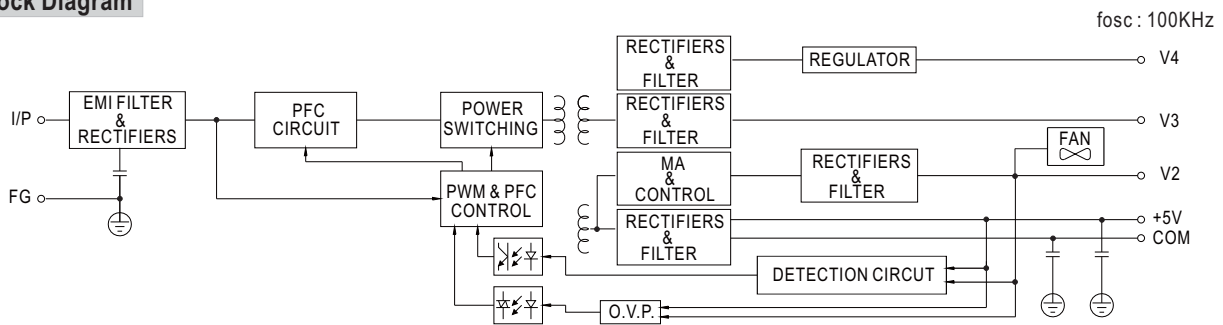 ock Diagram
fosc : 100KHz
I/P
EMI FILTER
&
RECTIFIERS
FG
PFC
CIRCUIT
POWER
SWITCHING
PWM & PFC
CONTROL
RECTIFIERS
&
FILTER
REGULATOR
V4
RECTIFIERS
&
FILTER
V3
FAN
MA
&
CONTROL
RECTIFIERS
&
FILTER
V2
RECTIFIERS
&
FILTER
+5V
COM
DETECTION CIRCUT
O.V.P.